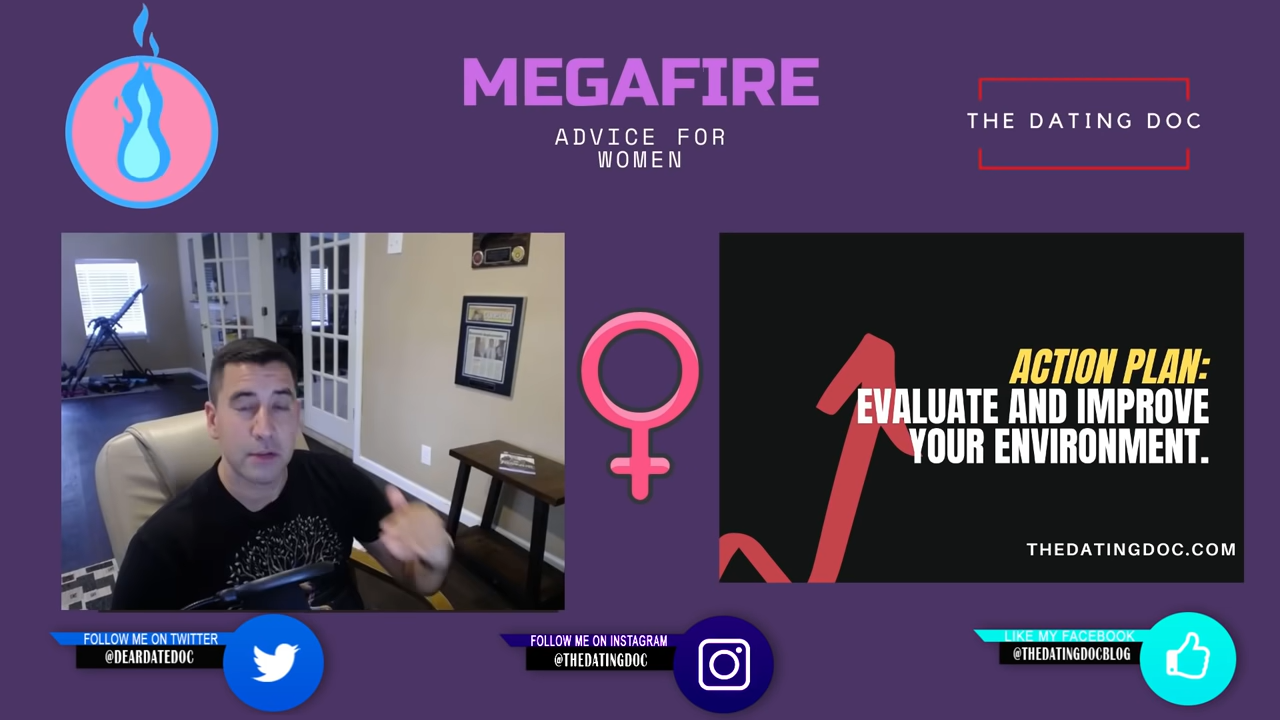 MEGAFIRE
ADVICE FOR
WOMEN
THE DATING DOC
ACTION PLAN:
EVALUATE AND IMPROVE
YOUR ENVIRONMENT.
THEDATINGDOC.COM
FOLLOW ME ON TWITTER
@DEARDATEDOC
FOLLOW ME ON INSTAGRAM
@THEDATINGDOC
LIKE MY FACEBOOK
@THEDATINGDOCBLOG